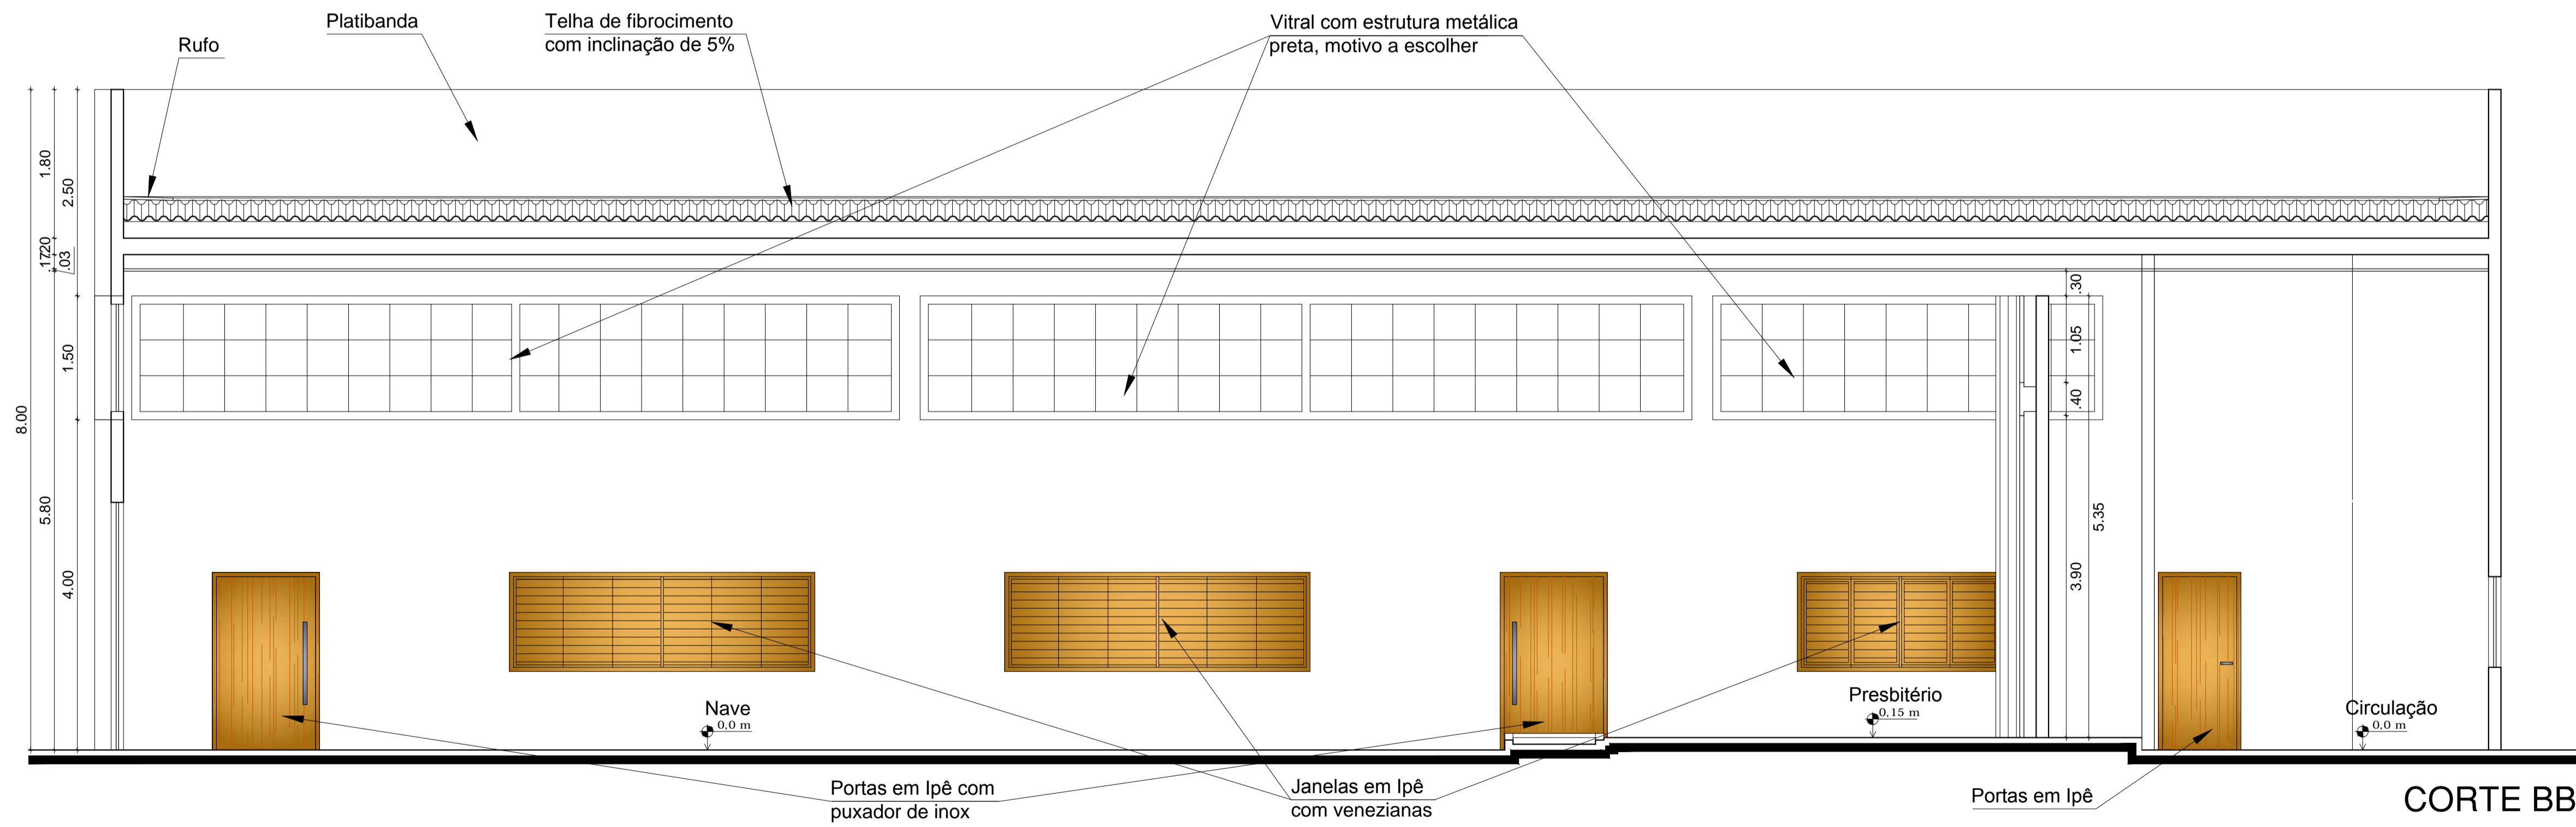 Platibanda
Telha de fibrocimento
com inclinação de 5%
Vitral com estrutura metálica
preta, motivo a escolher
Rufo
1.80
2.50
.20
.17
.03
.30
1.50
1.05
.40
8.00
5.80
5.35
4.00
3.90
Nave
0,0 m
Presbitério
0,15 m
Circulação
0,0 m
Portas em Ipê com
puxador de inox
Janelas em Ipê
com venezianas
Portas em Ipê
CORTE BB